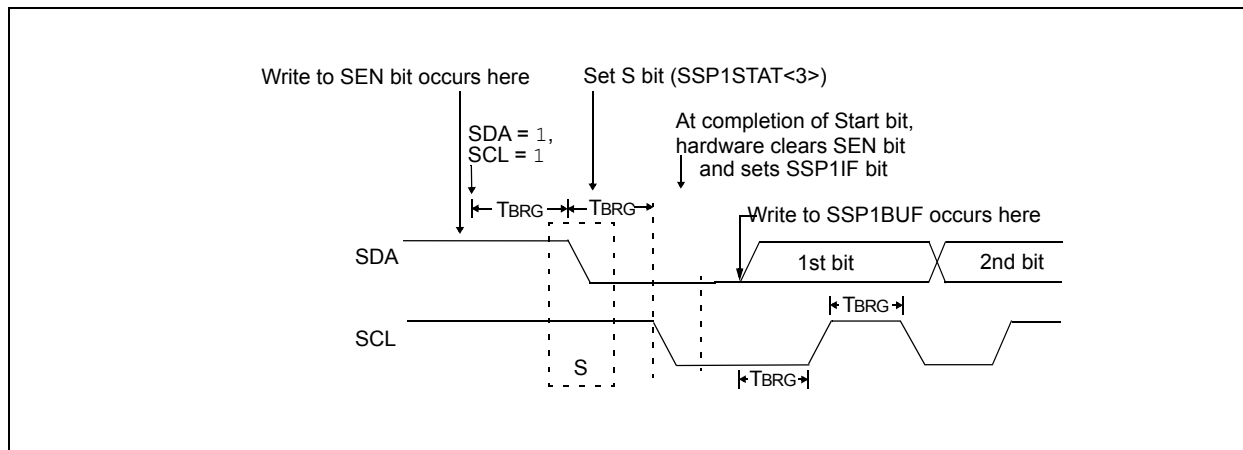 Write to SEN bit occurs here
Set S bit (SSP1STAT<3>)
SDA = 1,
SCL = 1
At completion of Start bit,
hardware clears SEN bit
and sets SSP1IF bit
TBRG
TBRG
Write to SSP1BUF occurs here
SDA
1st bit
2nd bit
TBRG
SCL
S
TBRG